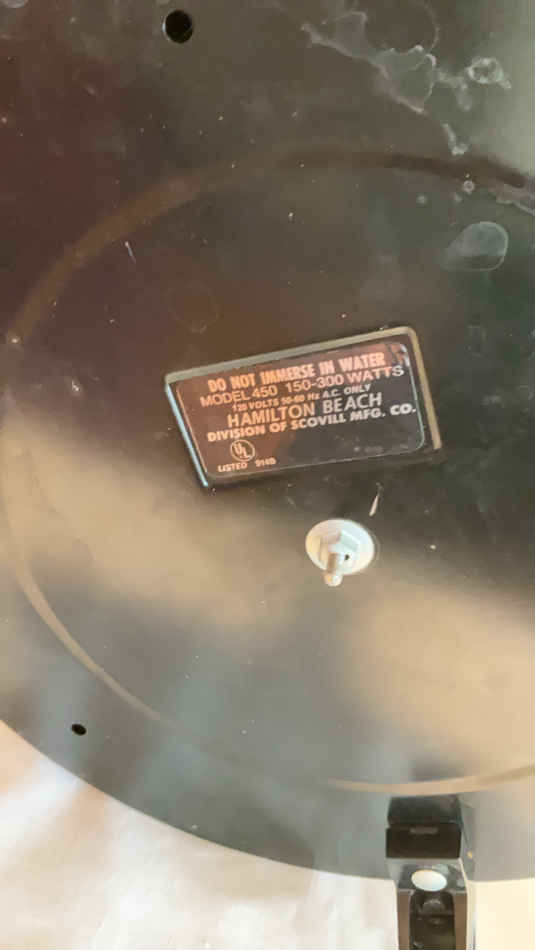 DO NOT IMMERSE IN WATER
MODEL 450 150-300 WATTS
120 VOLTS 50-60 Hz A.C. ONLY
HAMILTON BEACH
DIVISION OF SCOVILL MFG. CO.
UL
LISTED 914B